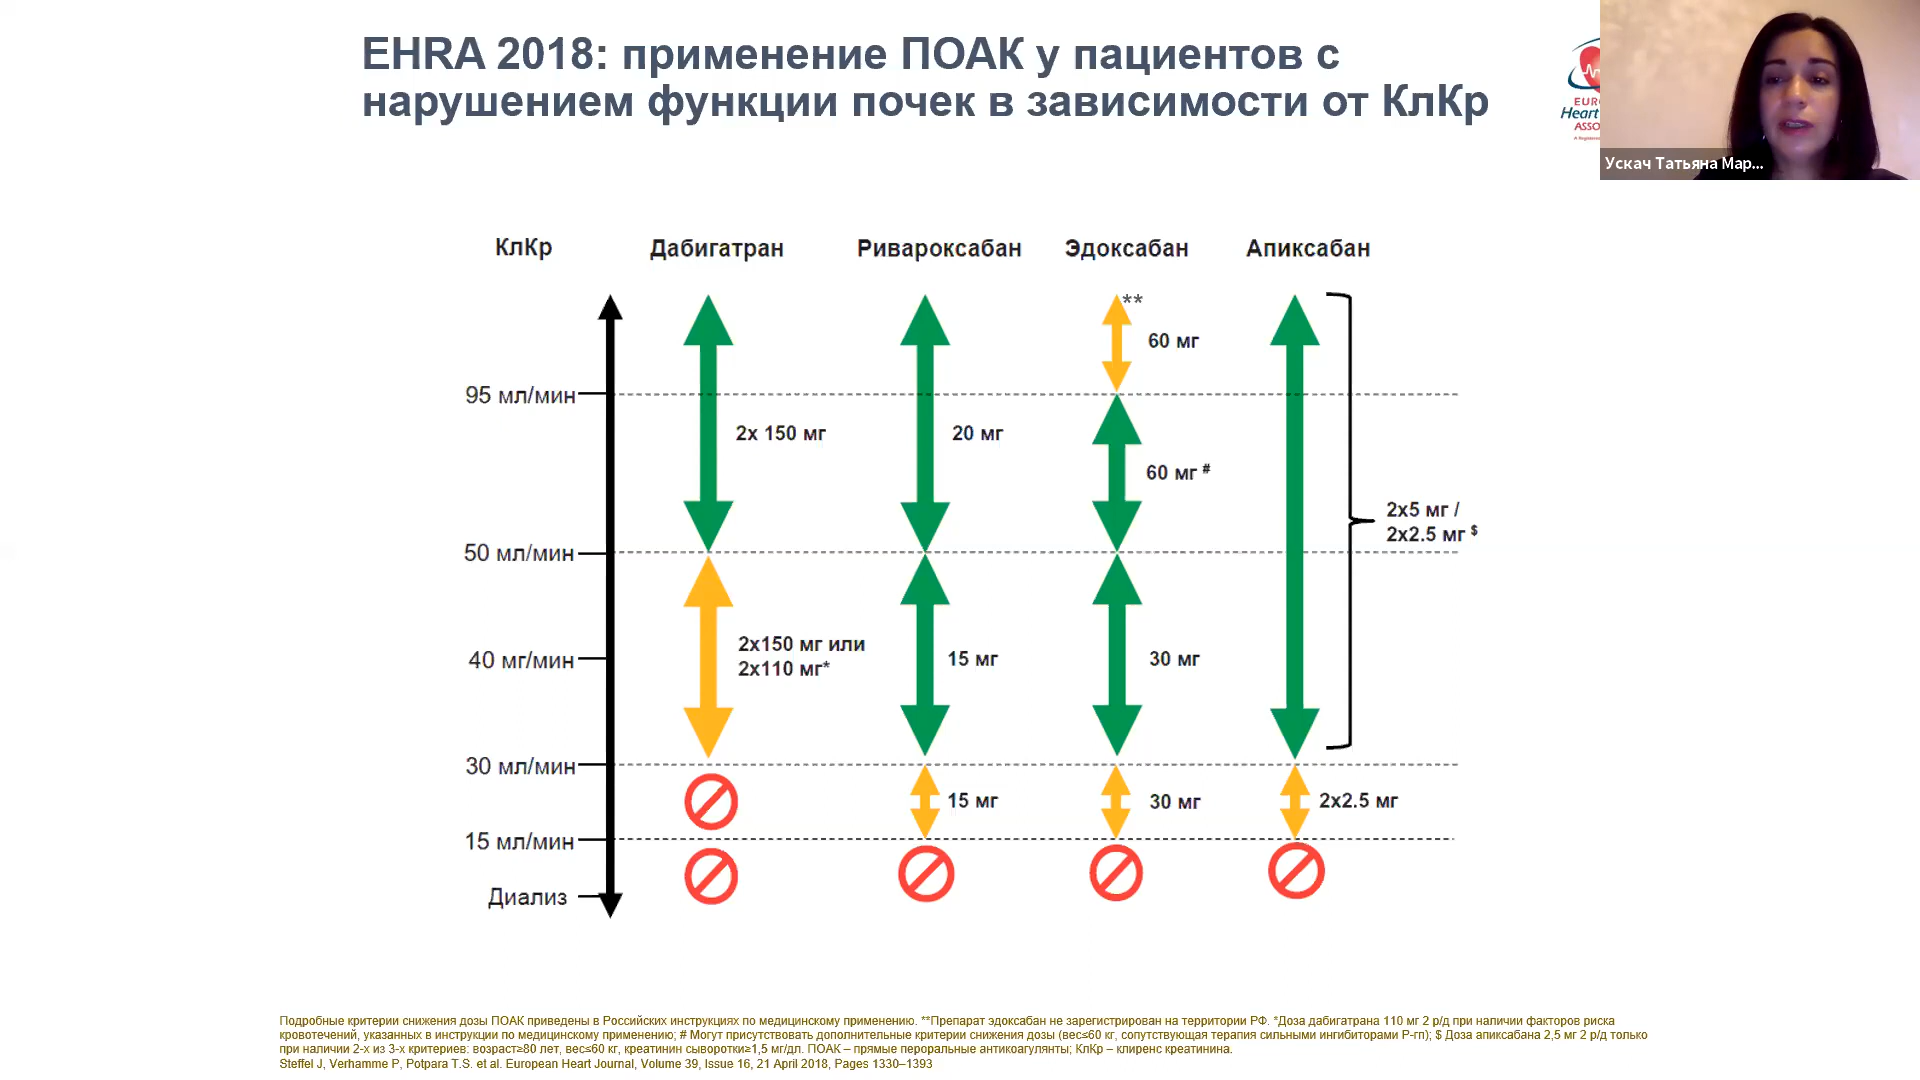 EHRA 2018: применение ПОАК у пациентов с
нарушением функции почек в зависимости от КлКр
EUR
Heart
ASSO
Ускач Татьяна Мар...
КлКр
Дабигатран
Ривароксабан
Эдоксабан
Апиксабан
**
60 мг
95 мл/мин
2х 150 мг
20 мг
60 мг #
2x5 мг /
2x2.5 мг $
50 мл/мин
2x150 мг или
2x110 мг*
40 мг/мин
15 мг
30 мг
30 мл/мин
15 мг
30 мг
2x2.5 мг
15 мл/мин
Диализ
Подробные критерии снижения дозы ПОАК приведены в Российских инструкциях по медицинскому применению. **Препарат эдоксабан не зарегистрирован на территории РФ. *Доза дабигатрана 110 мг 2 р/д при наличии факторов риска
кровотечений, указанных в инструкции по медицинскому применению; # Могут присутствовать дополнительные критерии снижения дозы (вес≤60 кг, сопутствующая терапия сильными ингибиторами Р-гп); $ Доза апиксабана 2,5 мг 2 р/д только
при наличии 2-х из 3-х критериев: возраст≥80 лет, вес≤60 кг, креатинин сыворотки≥1,5 мг/дл. ПОАК – прямые пероральные антикоагулянты; КлКр – клиренс креатинина.
Steffel J, Verhamme P, Potpara T.S. et al. European Heart Journal, Volume 39, Issue 16, 21 April 2018, Pages 1330–1393